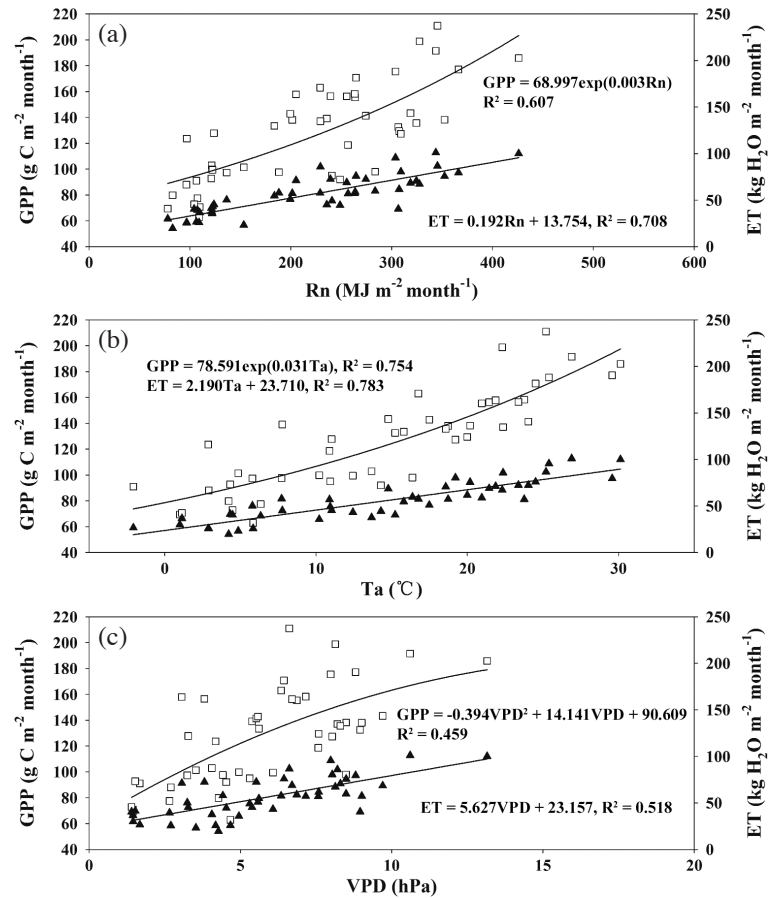 (a)
220
200
180
160
140
120
100
80
60
40
GPP (g C m⁻² month⁻¹)
250
200
150
100
50
0
ET (kg H₂O m⁻² month⁻¹)
GPP = 68.997exp(0.003Rn)
R² = 0.607
ET = 0.192Rn + 13.754, R² = 0.708
0 100 200 300 400 500 600
Rn (MJ m⁻² month⁻¹)
(b)
220
200
180
160
140
120
100
80
60
40
GPP (g C m⁻² month⁻¹)
250
200
150
100
50
0
ET (kg H₂O m⁻² month⁻¹)
GPP = 78.591exp(0.031Ta), R² = 0.754
ET = 2.190Ta + 23.710, R² = 0.783
0 10 20 30
Ta (℃)
(c)
220
200
180
160
140
120
100
80
60
40
GPP (g C m⁻² month⁻¹)
250
200
150
100
50
0
ET (kg H₂O m⁻² month⁻¹)
GPP = -0.394VPD² + 14.141VPD + 90.609
R² = 0.459
ET = 5.627VPD + 23.157, R² = 0.518
0 5 10 15 20
VPD (hPa)